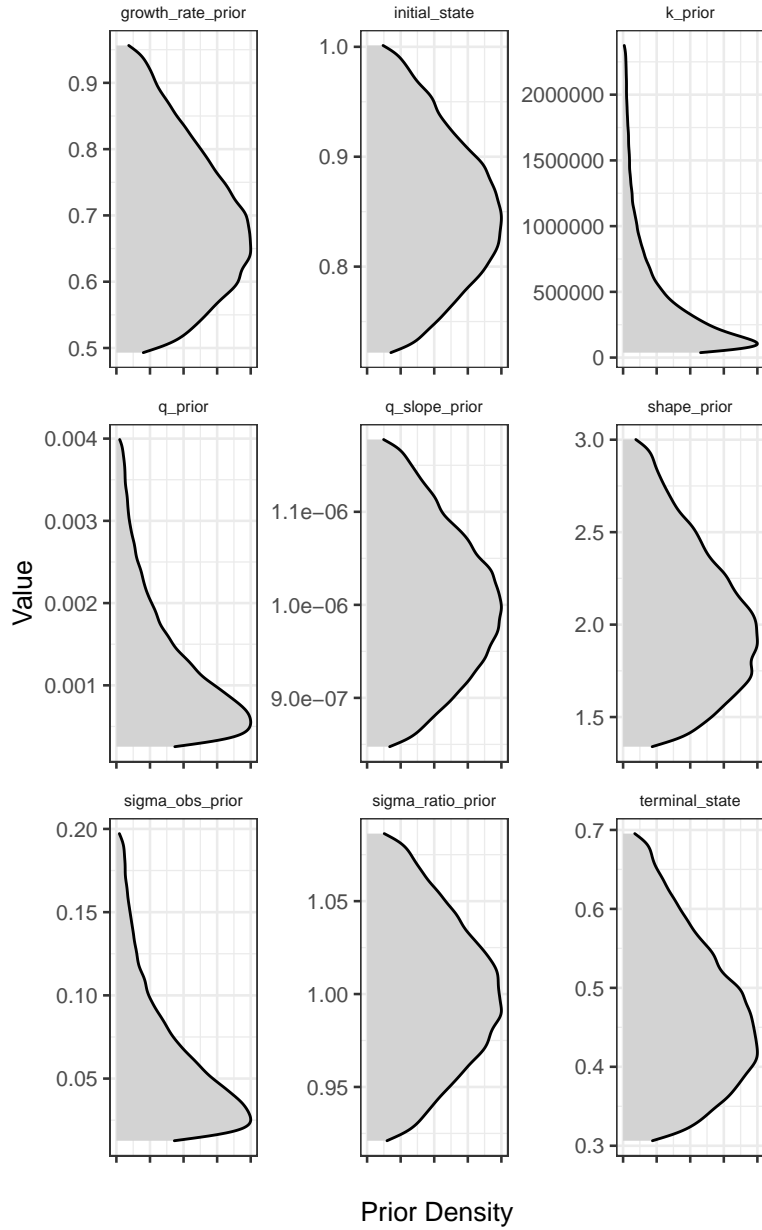 growth_rate_prior
initial_state
k_prior
0.9
0.8
0.7
0.6
0.5
1.0
0.9
0.8
2000000
1500000
1000000
500000
0
q_prior
q_slope_prior
shape_prior
0.004
0.003
0.002
0.001
1.1e-06
1.0e-06
9.0e-07
3.0
2.5
2.0
1.5
Value
sigma_obs_prior
sigma_ratio_prior
terminal_state
0.20
0.15
0.10
0.05
1.05
1.00
0.95
0.7
0.6
0.5
0.4
0.3
Prior Density